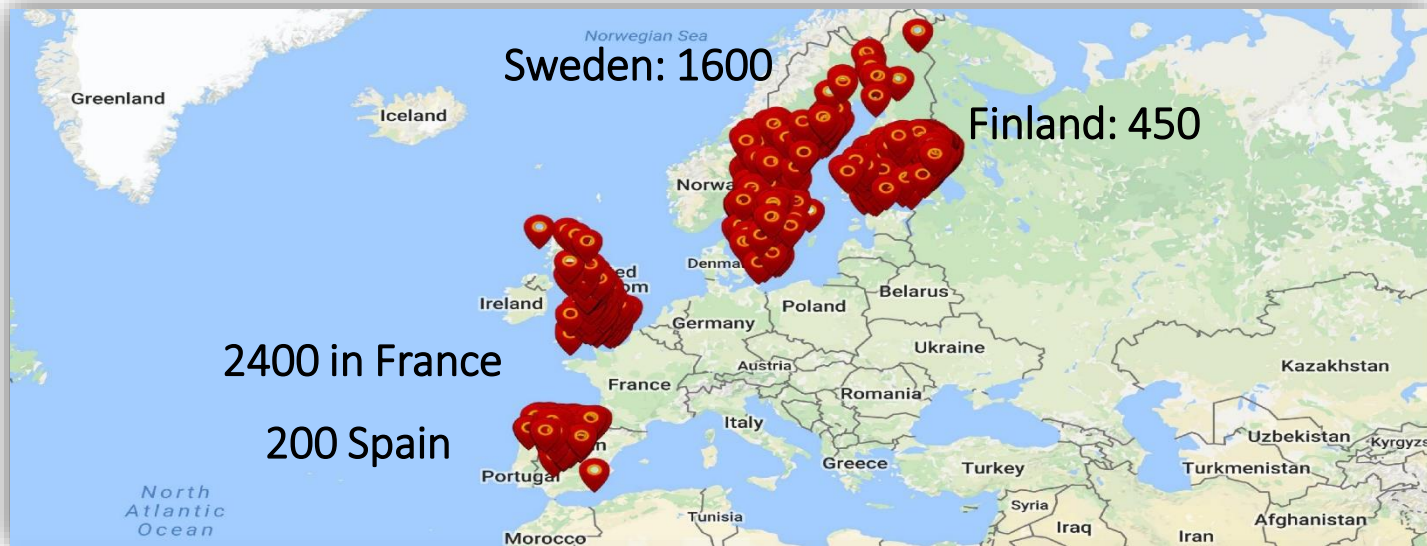 Norwegian Sea
Sweden: 1600
Greenland
Iceland
Finland: 450
Norwa
Denma
ed
om
Ireland
Poland
Belarus
Germany
2400 in France
Ukraine
Austria
Kazakhstan
France
Romania
Italy
200 Spain
n
Uzbekistan
Kyrgyzs
Greece
Turkey
Turkmenistan
Portugal
North
Atlantic
Ocean
Syria
Tunisia
Afghanistan
Iraq
Iran
Morocco